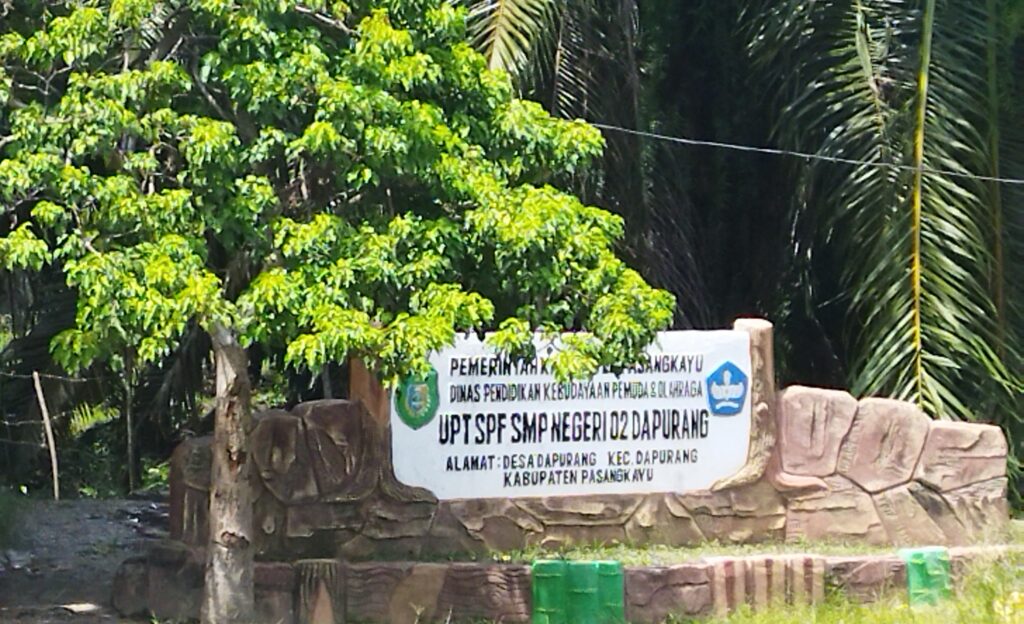 PEMERINTAH PASANGKAYU
DINAS PENDIDIKAN KEBUDAYAAN PEMUDA & OLAHRAGA
UPT SPF SMP NEGERI 02 DAPURANG
ALAMAT : DESA DAPURANG KEC. DAPURANG
KABUPATEN PASANGKAYU